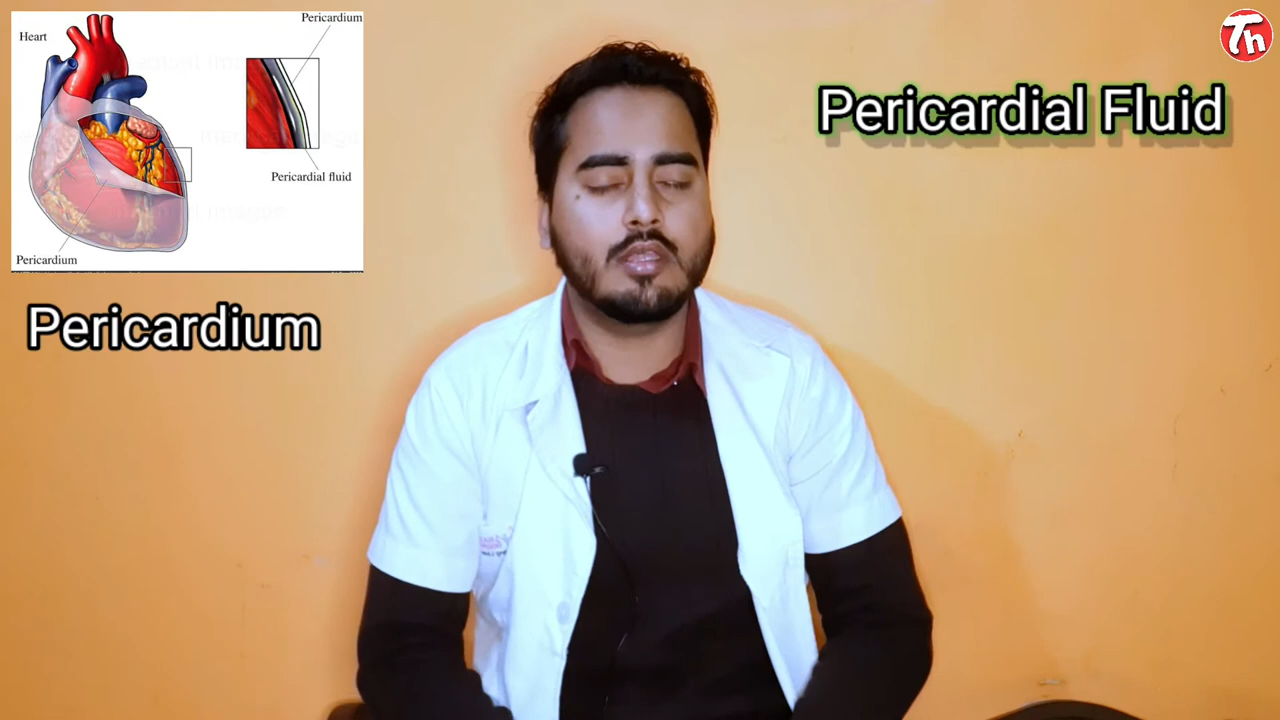 Pericardium
Heart
Pericardial fluid
Pericardium
Pericardium
Pericardial Fluid
Th